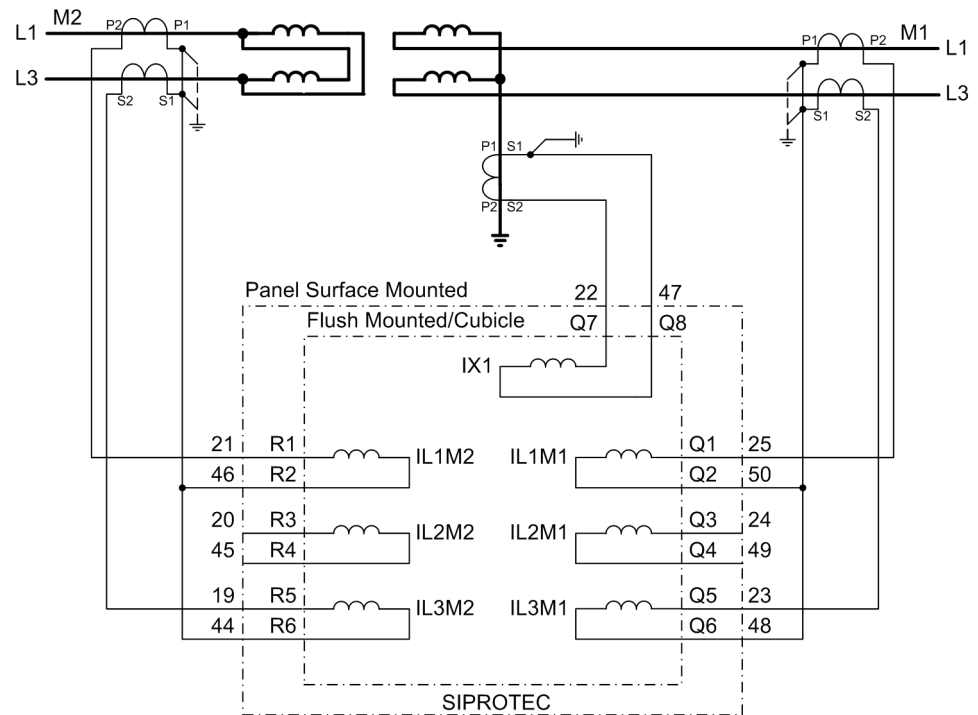 M2
P2 P1
L1
L3
S2 S1
P1 P2
M1
L1
L3
S1 S2
P1 S1
P2 S2
Panel Surface Mounted 22 47
Flush Mounted/Cubicle Q7 Q8
IX1
21 R1 IL1M2 IL1M1 Q1 25
46 R2 Q2 50
20 R3 IL2M2 IL2M1 Q3 24
45 R4 Q4 49
19 R5 IL3M2 IL3M1 Q5 23
44 R6 Q6 48
SIPROTEC